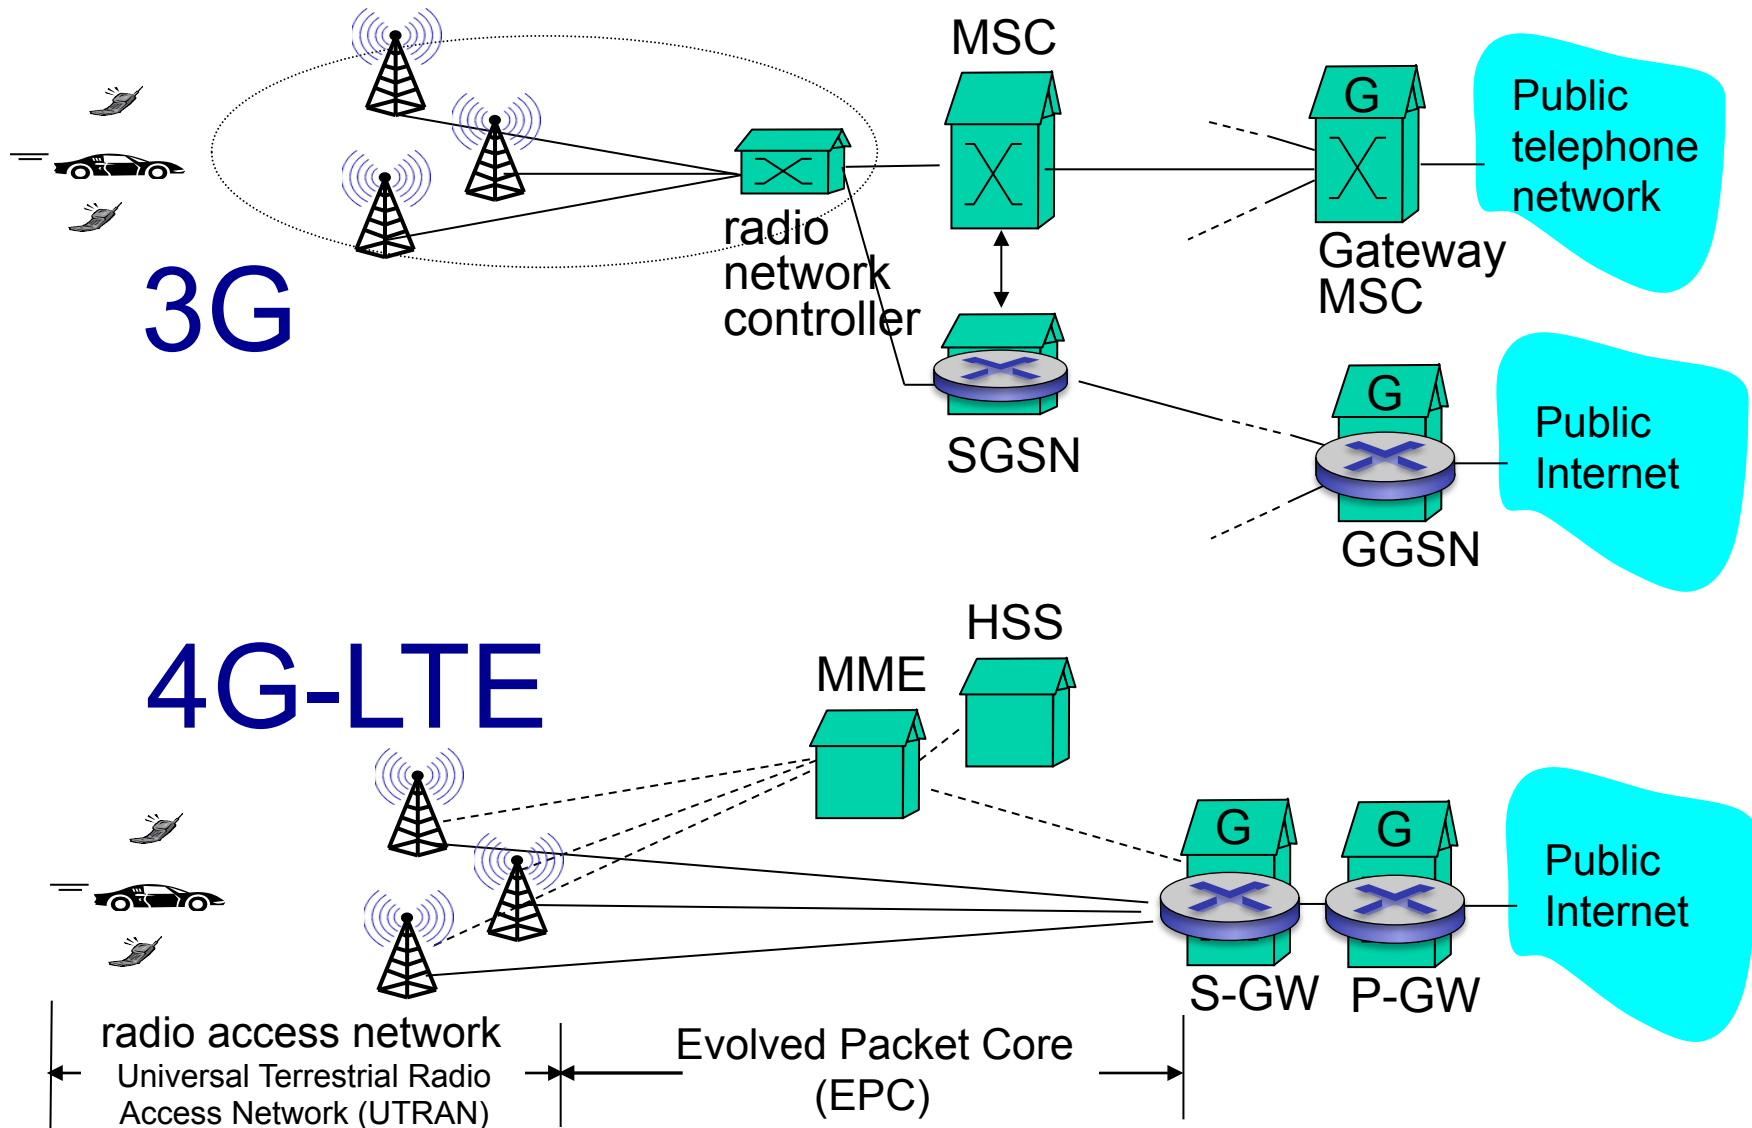 MSC
G
Public
telephone
network
radio
network
controller
Gateway
MSC
3G
G
Public
Internet
SGSN
GGSN
HSS
4G-LTE
MME
G
G
Public
Internet
S-GW
P-GW
radio access network
Universal Terrestrial Radio
Access Network (UTRAN)
Evolved Packet Core
(EPC)